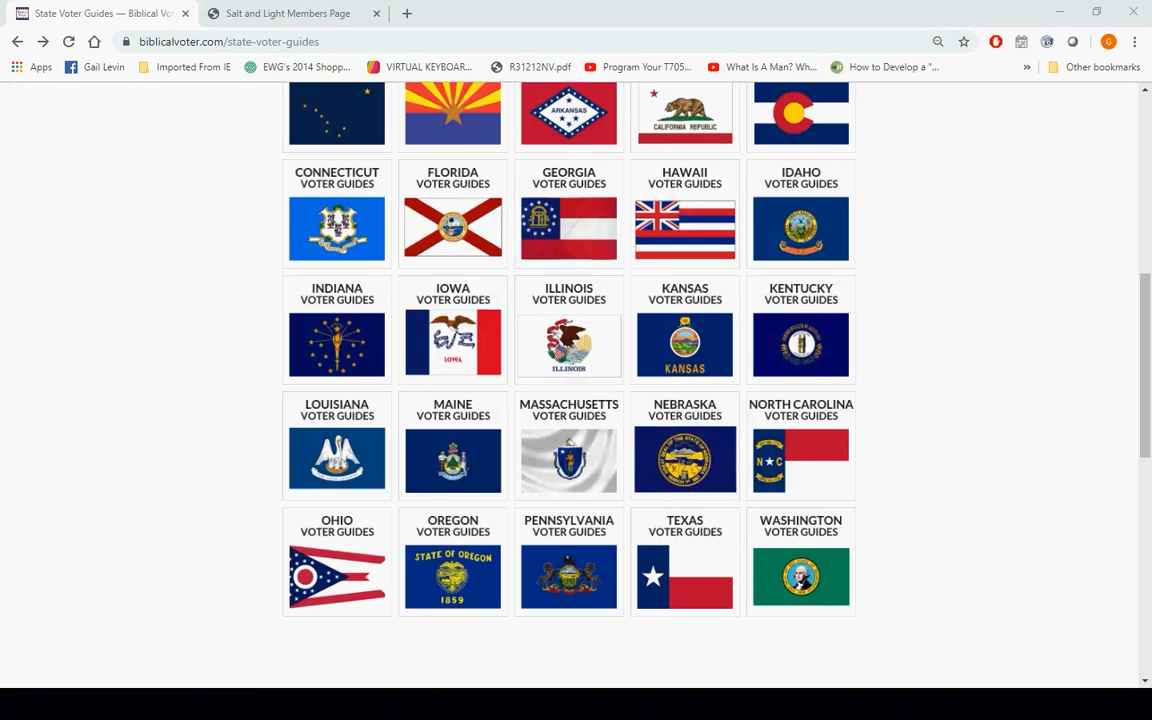 State Voter Guides — Biblical Vo
Salt and Light Members Page
biblicalvoter.com/state-voter-guides
G
Apps
Gail Levin
Imported From IE
EWG's 2014 Shopp...
VIRTUAL KEYBOAR...
R31212NV.pdf
Program Your T705...
What Is A Man? Wh...
How to Develop a "...
»
Other bookmarks
ARKANSAS
CALIFORNIA REPUBLIC
CONNECTICUT
VOTER GUIDES
FLORIDA
VOTER GUIDES
GEORGIA
VOTER GUIDES
HAWAII
VOTER GUIDES
IDAHO
VOTER GUIDES
INDIANA
VOTER GUIDES
IOWA
VOTER GUIDES
IOWA
ILLINOIS
VOTER GUIDES
ILLINOIS
KANSAS
VOTER GUIDES
KANSAS
KENTUCKY
VOTER GUIDES
LOUISIANA
VOTER GUIDES
MAINE
VOTER GUIDES
MASSACHUSETTS
VOTER GUIDES
NEBRASKA
VOTER GUIDES
NORTH CAROLINA
VOTER GUIDES
N C
OHIO
VOTER GUIDES
OREGON
VOTER GUIDES
STATE OF OREGON
1859
PENNSYLVANIA
VOTER GUIDES
TEXAS
VOTER GUIDES
WASHINGTON
VOTER GUIDES